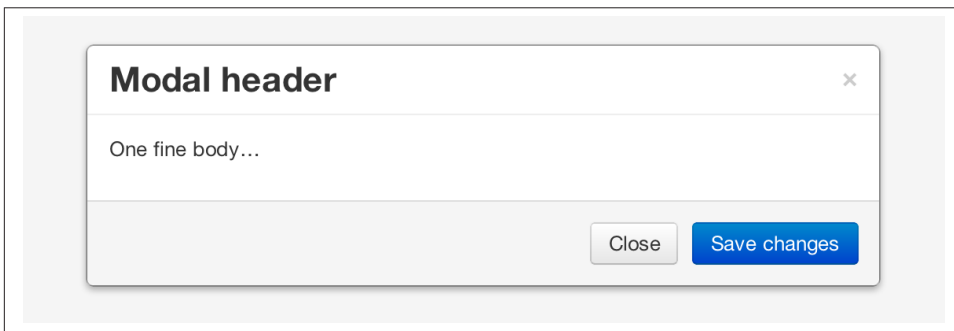 Modal header ×
One fine body…
Close Save changes